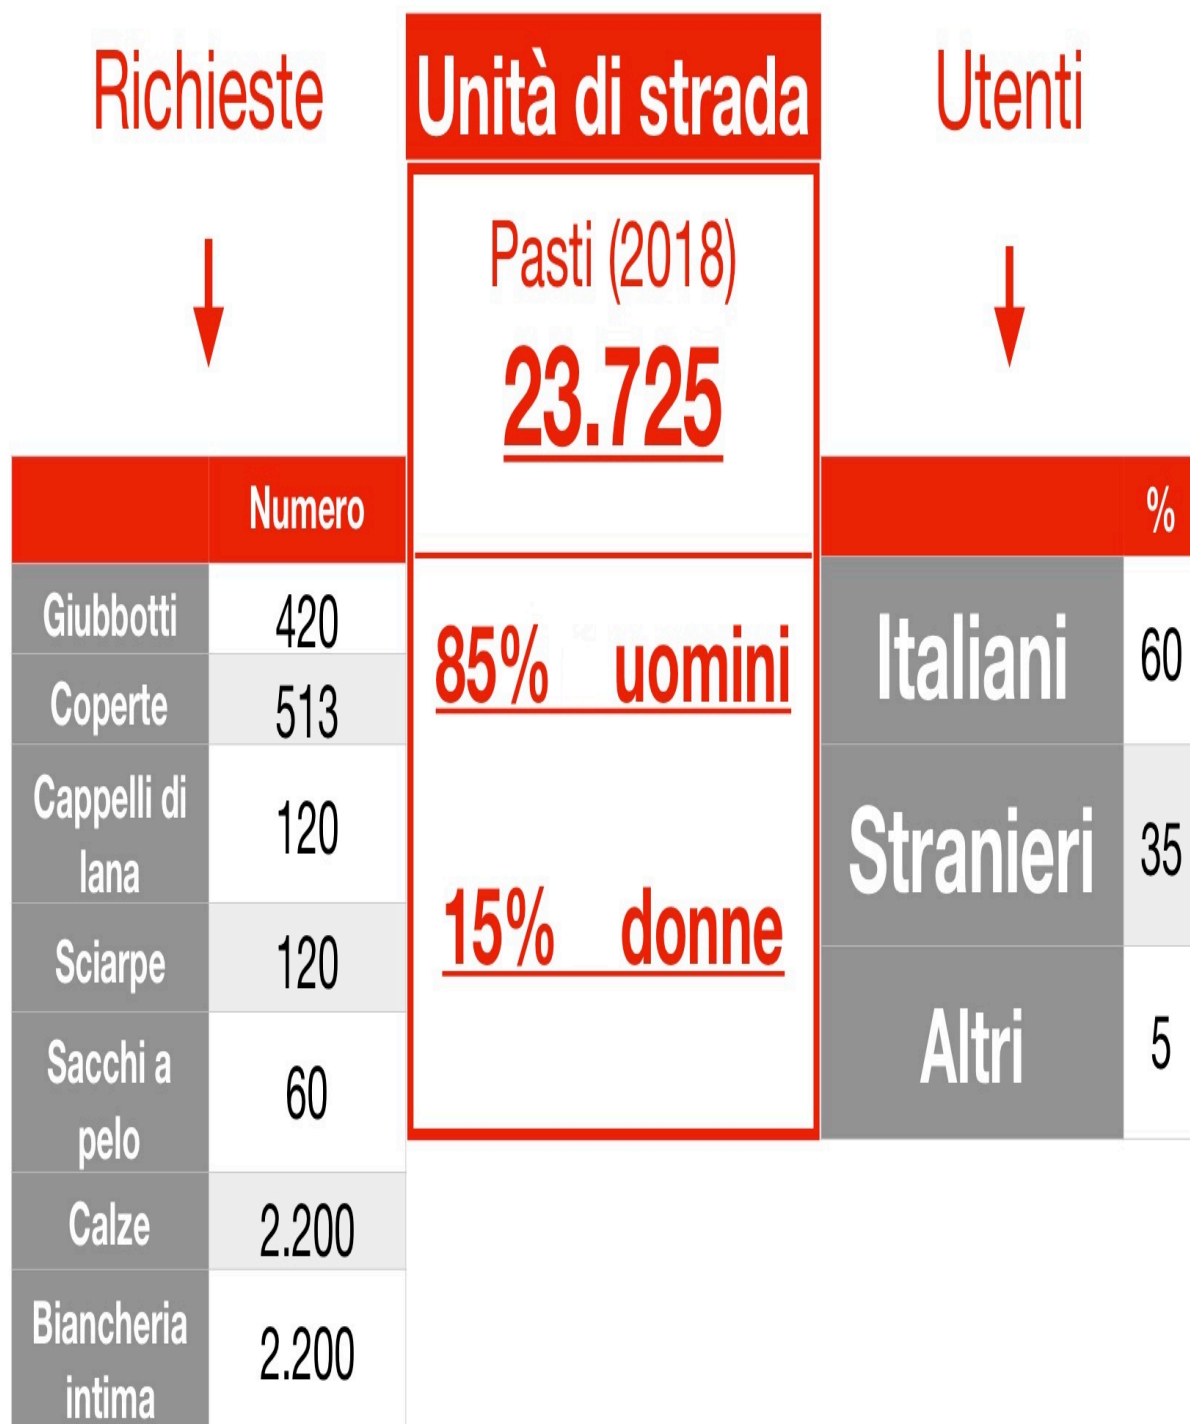 Richieste
Numero
Giubbotti 420
Coperte 513
Cappelli di
lana
120
Sciarpe 120
Sacchi a
pelo
60
Calze 2.200
Biancheria
intima
2.200
Unità di strada
Pasti (2018)
23.725
85% uomini
15% donne
Utenti
%
Italiani 60
Stranieri 35
Altri 5